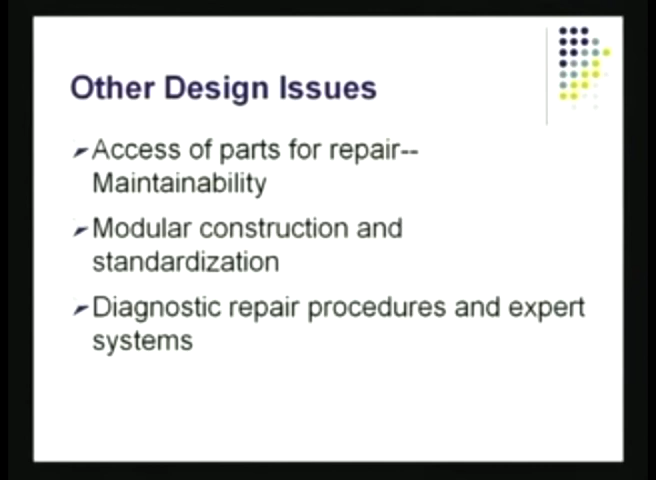 Other Design Issues
Access of parts for repair--
Maintainability
Modular construction and
standardization
Diagnostic repair procedures and expert
systems